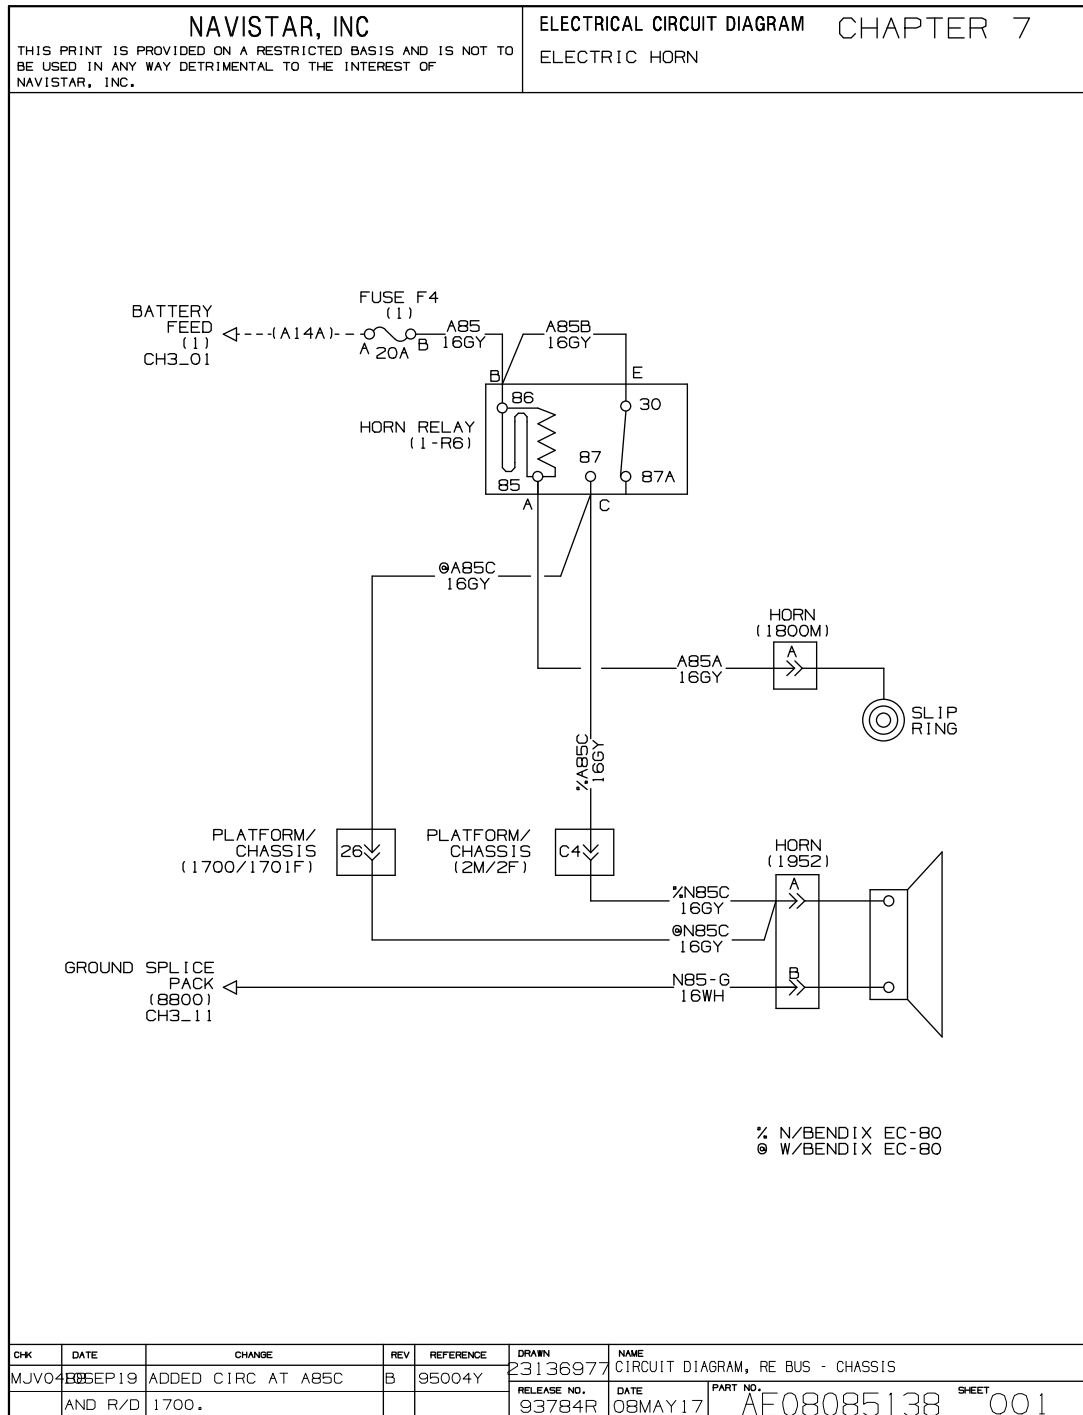 NAVISTAR, INC
THIS PRINT IS PROVIDED ON A RESTRICTED BASIS AND IS NOT TO
BE USED IN ANY WAY DETRIMENTAL TO THE INTEREST OF
NAVISTAR, INC.
ELECTRICAL CIRCUIT DIAGRAM CHAPTER 7
ELECTRIC HORN
BATTERY
FEED
(1)
CH3_01
(A14A)
FUSE F4
(1)
A 20A B
A85
16GY
A85B
16GY
B
E
86
30
HORN RELAY
(1-R6)
87
85
87A
A
C
@A85C
16GY
HORN
(1800M)
A
A85A
16GY
SLIP
RING
%A85C
16GY
PLATFORM/
CHASSIS
(1700/1701F)
26
PLATFORM/
CHASSIS
(2M/2F)
C4
HORN
(1952)
A
%N85C
16GY
@N85C
16GY
GROUND SPLICE
PACK
(8800)
CH3_11
N85-G
16WH
B
% N/BENDIX EC-80
@ W/BENDIX EC-80
CHK DATE CHANGE REV REFERENCE
SEP19 ADDED CIRC AT A85C B 95004Y
AND R/D 1700.
DRAWN
23136977
NAME
CIRCUIT DIAGRAM, RE BUS - CHASSIS
RELEASE NO.
93784R
DATE
08MAY17
PART NO.
AF08085138
SHEET
001